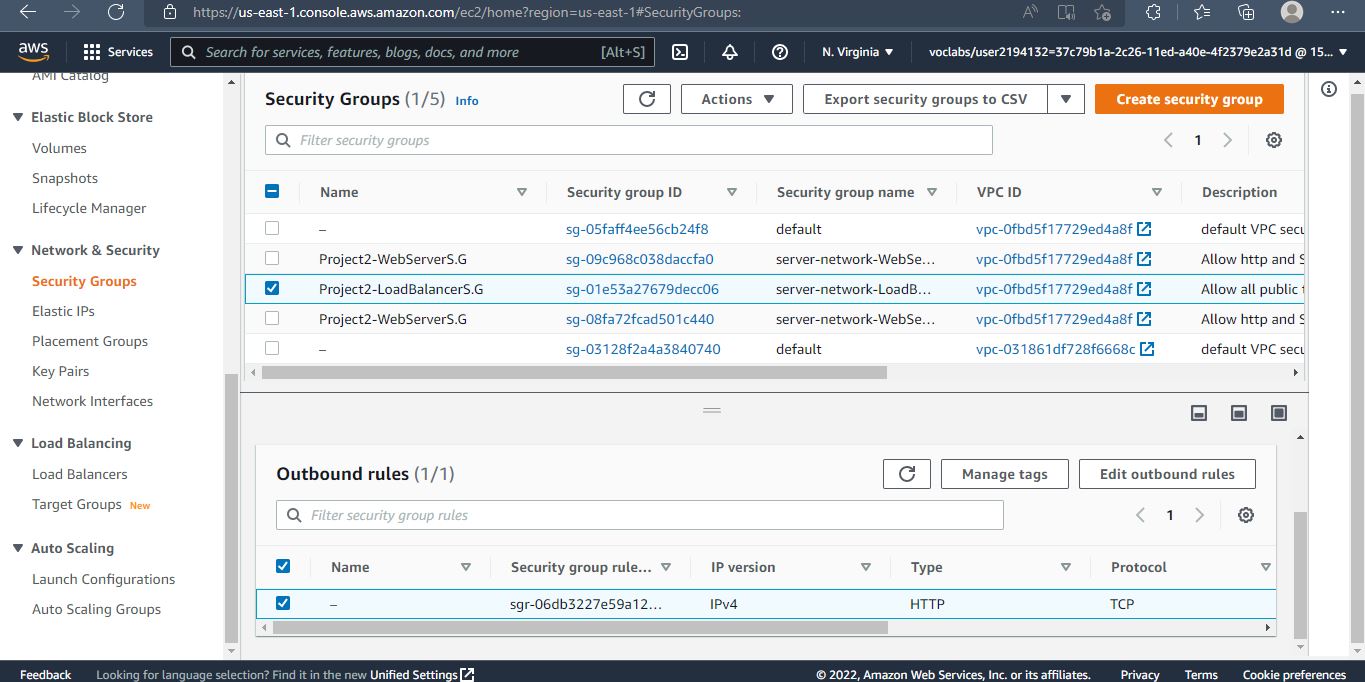 https://us-east-1.console.aws.amazon.com/ec2/home?region=us-east-1#SecurityGroups:
aws Services Search for services, features, blogs, docs, and more [Alt+S] N. Virginia voclabs/user2194132=37c79b1a-2c26-11ed-a40e-4f2379e2a31d @ 15...
AMI Catalog
Elastic Block Store
Volumes
Snapshots
Lifecycle Manager
Network & Security
Security Groups
Elastic IPs
Placement Groups
Key Pairs
Network Interfaces
Load Balancing
Load Balancers
Target Groups New
Auto Scaling
Launch Configurations
Auto Scaling Groups
Security Groups (1/5) Info Actions Export security groups to CSV Create security group
Filter security groups 1
Name Security group ID Security group name VPC ID Description
– sg-05faff4ee56cb24f8 default vpc-0fbd5f17729ed4a8f default VPC secu
Project2-WebServerS.G sg-09c968c038daccfa0 server-network-WebSe... vpc-0fbd5f17729ed4a8f Allow http and S
Project2-LoadBalancerS.G sg-01e53a27679decc06 server-network-LoadB... vpc-0fbd5f17729ed4a8f Allow all public
Project2-WebServerS.G sg-08fa72fcad501c440 server-network-WebSe... vpc-0fbd5f17729ed4a8f Allow http and S
– sg-03128f2a4a3840740 default vpc-031861df728f6668c default VPC secu
Outbound rules (1/1) Manage tags Edit outbound rules
Filter security group rules 1
Name Security group rule... IP version Type Protocol
– sgr-06db3227e59a12... IPv4 HTTP TCP
Feedback Looking for language selection? Find it in the new Unified Settings © 2022, Amazon Web Services, Inc. or its affiliates. Privacy Terms Cookie preferences